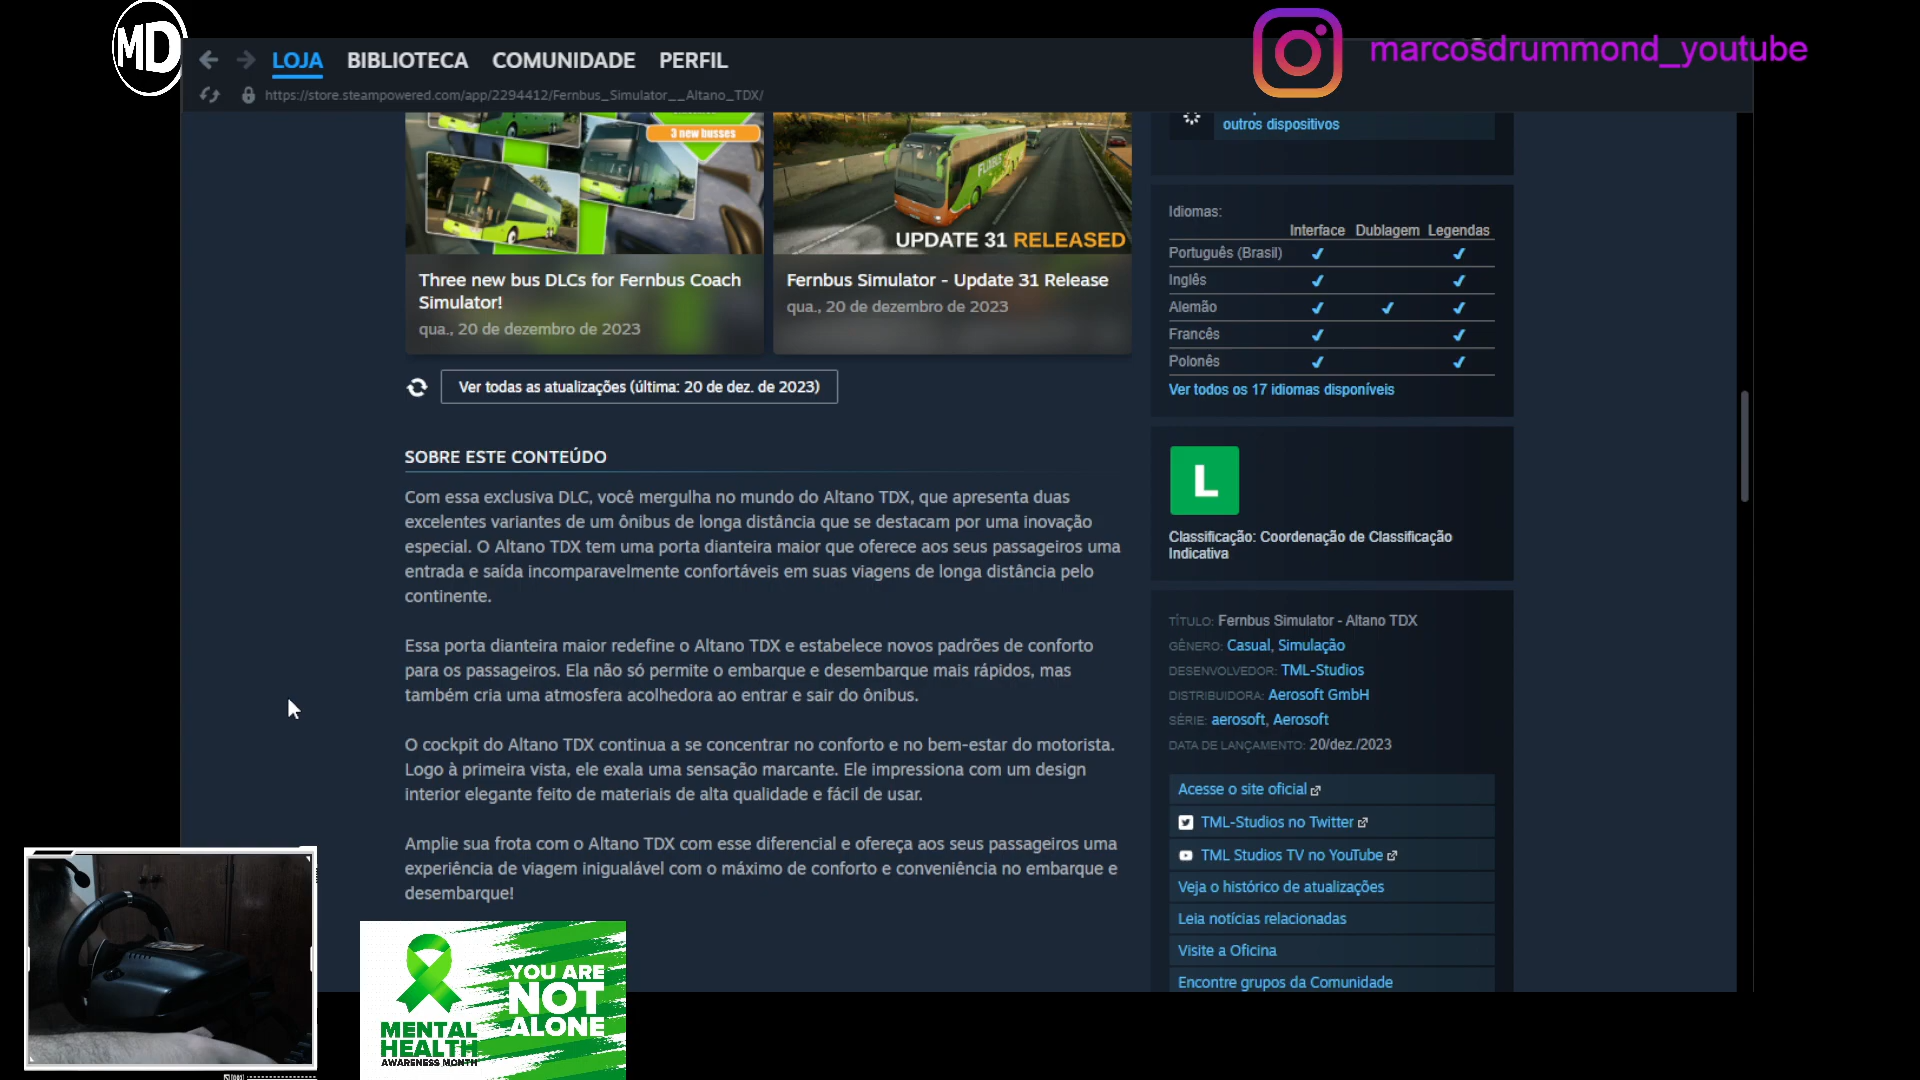 MD
LOJA BIBLIOTECA COMUNIDADE PERFIL
marcosdrummond_youtube
https://store.steampowered.com/app/2294412/Fernbus_Simulator__Altano_TDX/
3 new busses
FLIXBUS
UPDATE 31 RELEASED
Three new bus DLCs for Fernbus Coach
Simulator!
qua., 20 de dezembro de 2023
Fernbus Simulator - Update 31 Release
qua., 20 de dezembro de 2023
Ver todas as atualizações (última: 20 de dez. de 2023)
SOBRE ESTE CONTEÚDO
Com essa exclusiva DLC, você mergulha no mundo do Altano TDX, que apresenta duas
excelentes variantes de um ônibus de longa distância que se destacam por uma inovação
especial. O Altano TDX tem uma porta dianteira maior que oferece aos seus passageiros uma
entrada e saída incomparavelmente confortáveis em suas viagens de longa distância pelo
continente.
Essa porta dianteira maior redefine o Altano TDX e estabelece novos padrões de conforto
para os passageiros. Ela não só permite o embarque e desembarque mais rápidos, mas
também cria uma atmosfera acolhedora ao entrar e sair do ônibus.
O cockpit do Altano TDX continua a se concentrar no conforto e no bem-estar do motorista.
Logo à primeira vista, ele exala uma sensação marcante. Ele impressiona com um design
interior elegante feito de materiais de alta qualidade e fácil de usar.
Amplie sua frota com o Altano TDX com esse diferencial e ofereça aos seus passageiros uma
experiência de viagem inigualável com o máximo de conforto e conveniência no embarque e
desembarque!
outros dispositivos
Idiomas:
Interface Dublagem Legendas
Português (Brasil) ✔ ✔
Inglês ✔ ✔
Alemão ✔ ✔ ✔
Francês ✔ ✔
Polonês ✔ ✔
Ver todos os 17 idiomas disponíveis
L
Classificação: Coordenação de Classificação
Indicativa
TÍTULO: Fernbus Simulator - Altano TDX
GÊNERO: Casual, Simulação
DESENVOLVEDOR: TML-Studios
DISTRIBUIDORA: Aerosoft GmbH
SÉRIE: aerosoft, Aerosoft
DATA DE LANÇAMENTO: 20/dez./2023
Acesse o site oficial
TML-Studios no Twitter
TML Studios TV no YouTube
Veja o histórico de atualizações
Leia notícias relacionadas
Visite a Oficina
Encontre grupos da Comunidade
YOU ARE
NOT
ALONE
MENTAL
HEALTH
AWARENESS MONTH